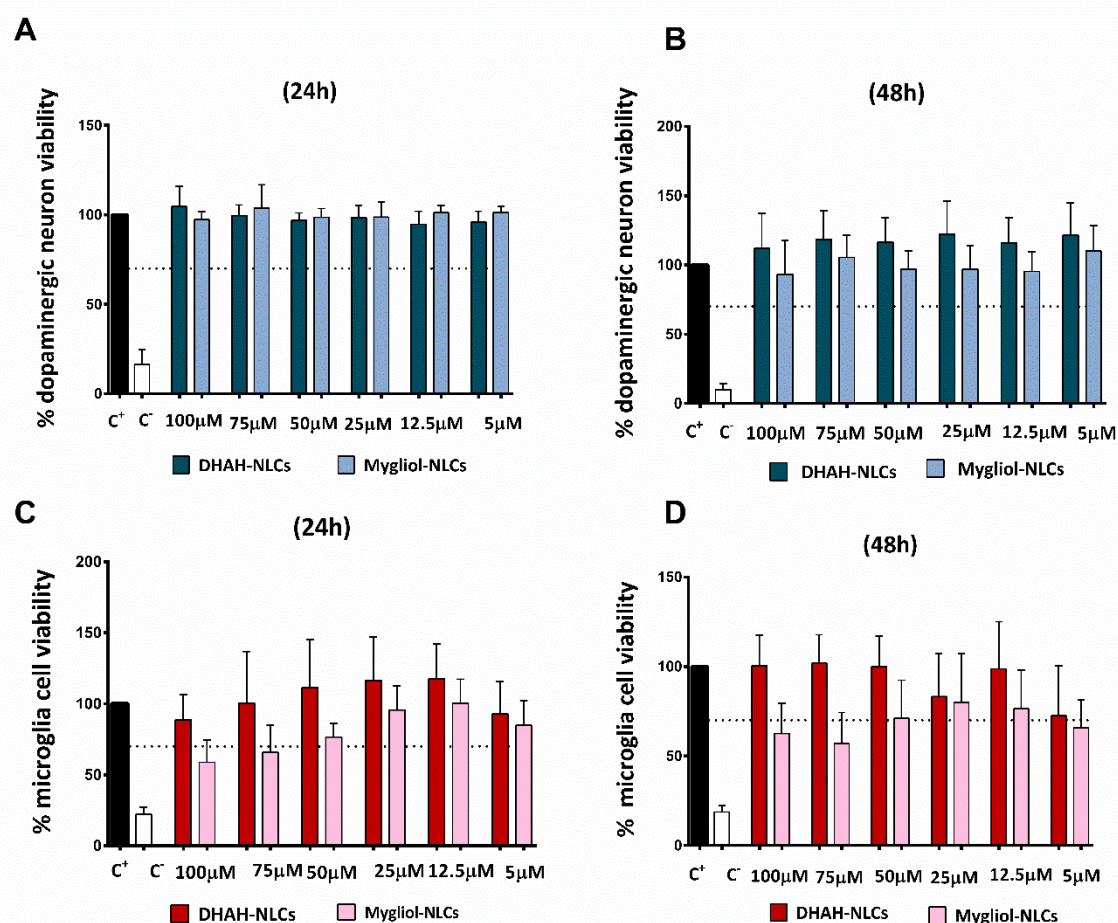 A
(24h)
% dopaminergic neuron viability
150
100
50
0
C+ C- 100μM 75μM 50μM 25μM 12.5μM 5μM
DHAH-NLCs Mygliol-NLCs
B
(48h)
% dopaminergic neuron viability
200
150
100
50
0
C+ C- 100μM 75μM 50μM 25μM 12.5μM 5μM
DHAH-NLCs Mygliol-NLCs
C
(24h)
% microglia cell viability
200
150
100
50
0
C+ C- 100μM 75μM 50μM 25μM 12.5μM 5μM
DHAH-NLCs Mygliol-NLCs
D
(48h)
% microglia cell viability
150
100
50
0
C+ C- 100μM 75μM 50μM 25μM 12.5μM 5μM
DHAH-NLCs Mygliol-NLCs